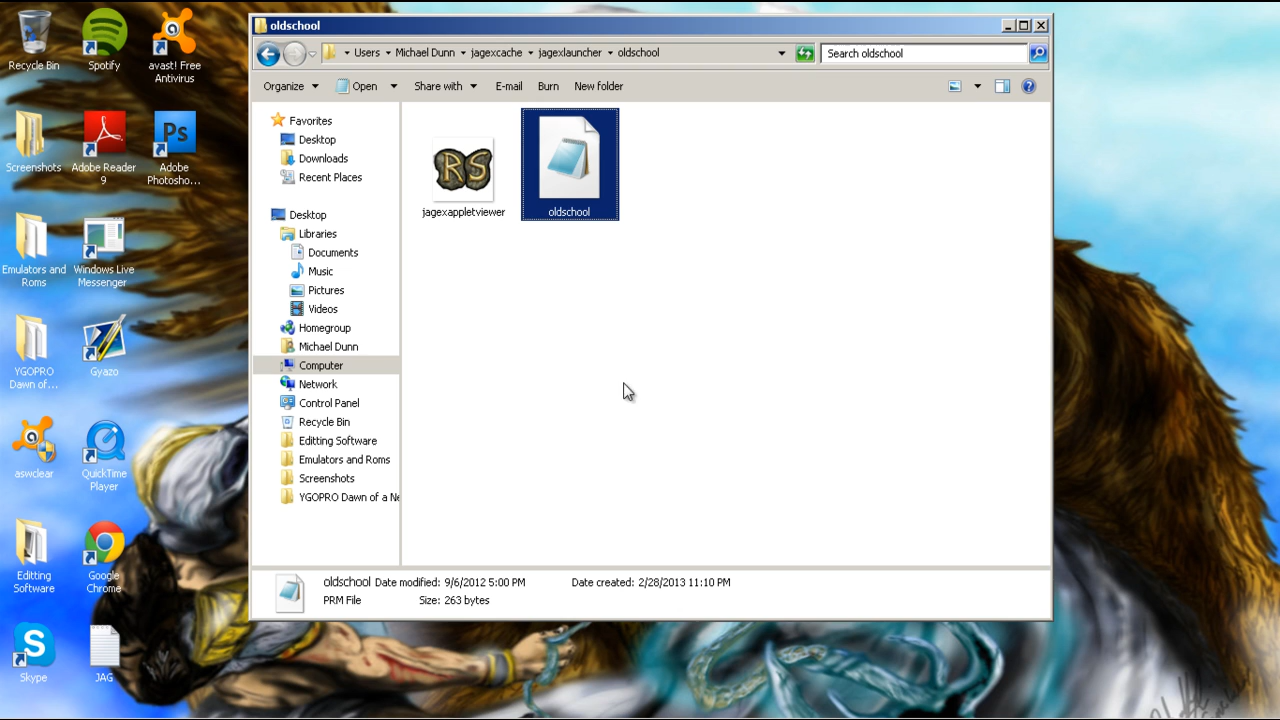 Recycle Bin
Spotify
avast! Free
Antivirus
Screenshots
Adobe Reader
9
Ps
Adobe
Photosho...
Emulators and
Roms
Windows Live
Messenger
YGOPRO
Dawn of...
Gyazo
aswclear
QuickTime
Player
Editting
Software
Google
Chrome
Skype
JAG
oldschool
Users
Michael Dunn
jagexcache
jagexlauncher
oldschool
Search oldschool
Organize
Open
Share with
E-mail
Burn
New folder
Favorites
Desktop
Downloads
Recent Places
Desktop
Libraries
Documents
Music
Pictures
Videos
Homegroup
Michael Dunn
Computer
Network
Control Panel
Recycle Bin
Editting Software
Emulators and Roms
Screenshots
YGOPRO Dawn of a Ne
RS
jagexappletviewer
oldschool
oldschool Date modified: 9/6/2012 5:00 PM
Date created: 2/28/2013 11:10 PM
PRM File
Size: 263 bytes